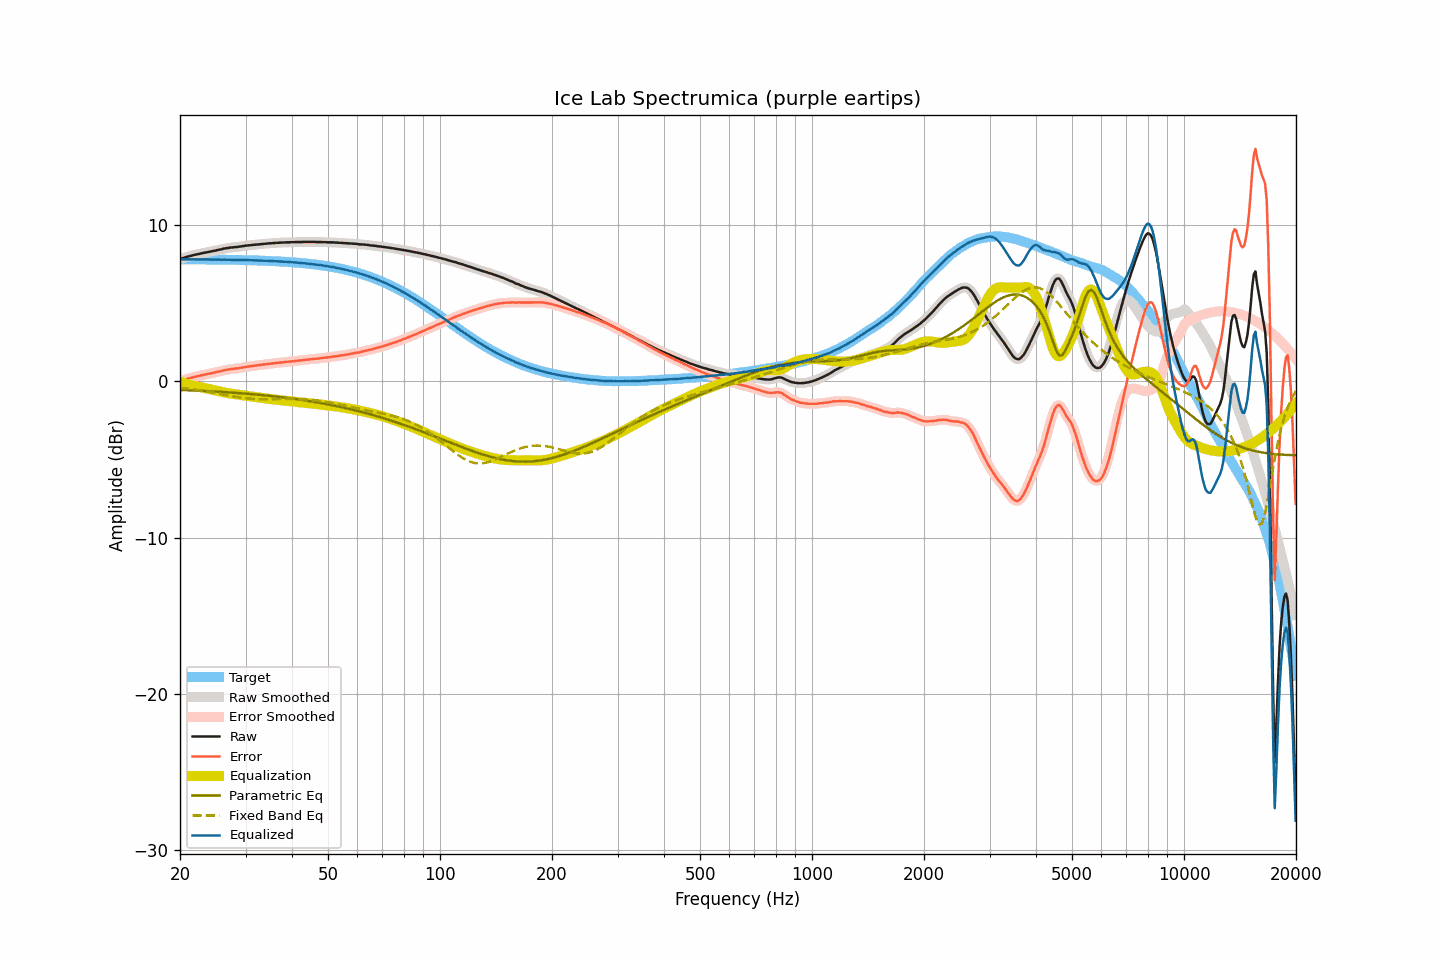 Ice Lab Spectrumica (purple eartips)
Amplitude (dBr)
10
0
−10
−20
−30
Target
Raw Smoothed
Error Smoothed
Raw
Error
Equalization
Parametric Eq
Fixed Band Eq
Equalized
20 50 100 200 500 1000 2000 5000 10000 20000
Frequency (Hz)